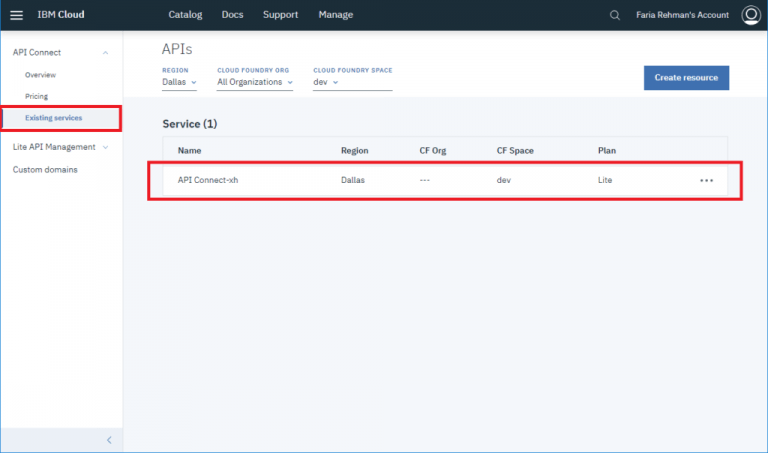 IBM Cloud Catalog Docs Support Manage Faria Rehman's Account
API Connect
Overview
Pricing
Existing services
Lite API Management
Custom domains
APIs
REGION CLOUD FOUNDRY ORG CLOUD FOUNDRY SPACE
Dallas All Organizations dev
Create resource
Service (1)
Name Region CF Org CF Space Plan
API Connect-xh Dallas --- dev Lite